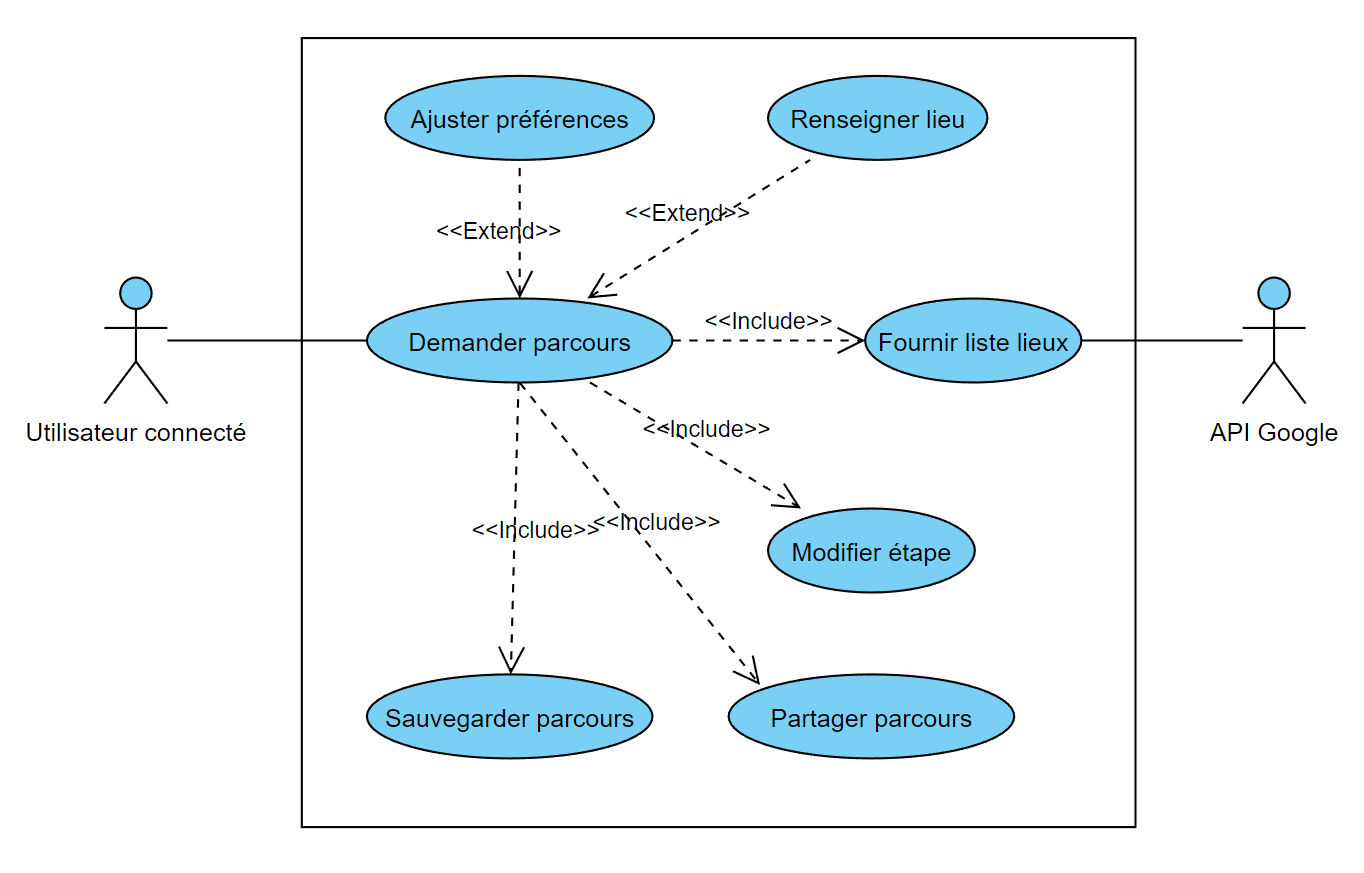 Ajuster préférences
Renseigner lieu
<<Extend>>
<<Extend>>
Demander parcours
<<Include>>
Fournir liste lieux
Utilisateur connecté
API Google
<<Include>>
<<Include>>
<<Include>>
Modifier étape
Sauvegarder parcours
Partager parcours